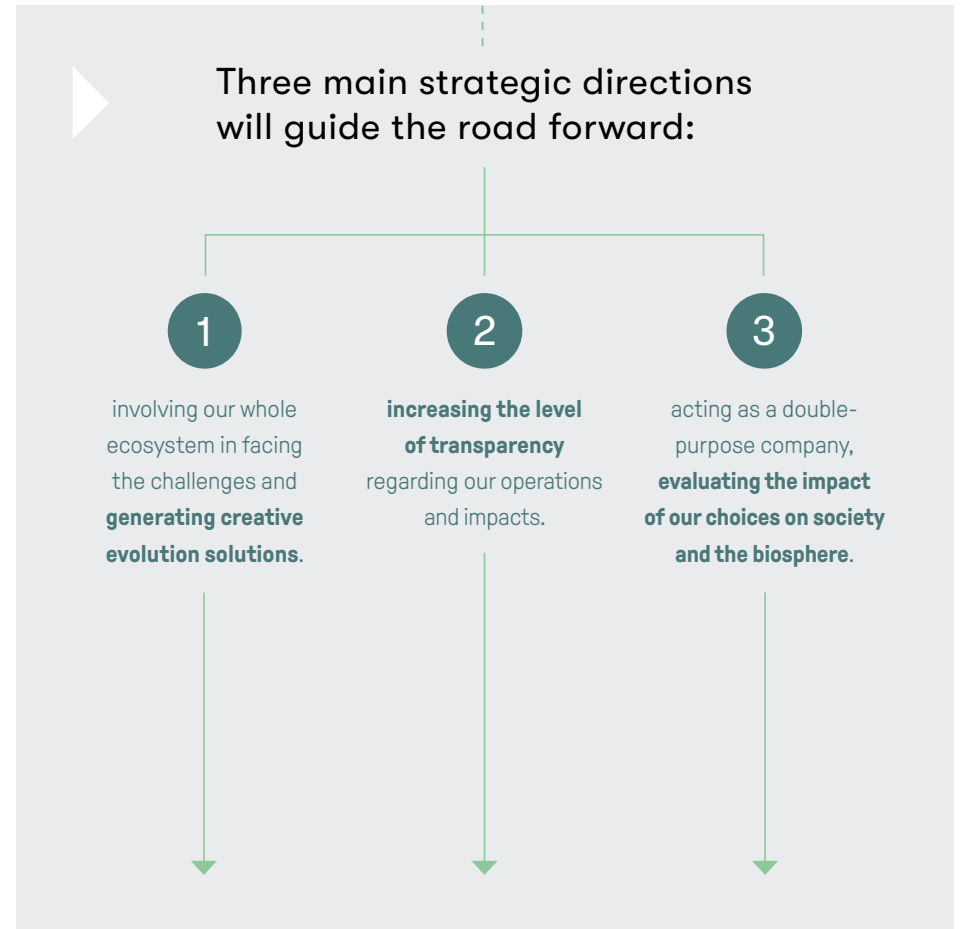 Three main strategic directions
will guide the road forward:
1
involving our whole
ecosystem in facing
the challenges and
generating creative
evolution solutions.
2
increasing the level
of transparency
regarding our operations
and impacts.
3
acting as a double-
purpose company,
evaluating the impact
of our choices on society
and the biosphere.